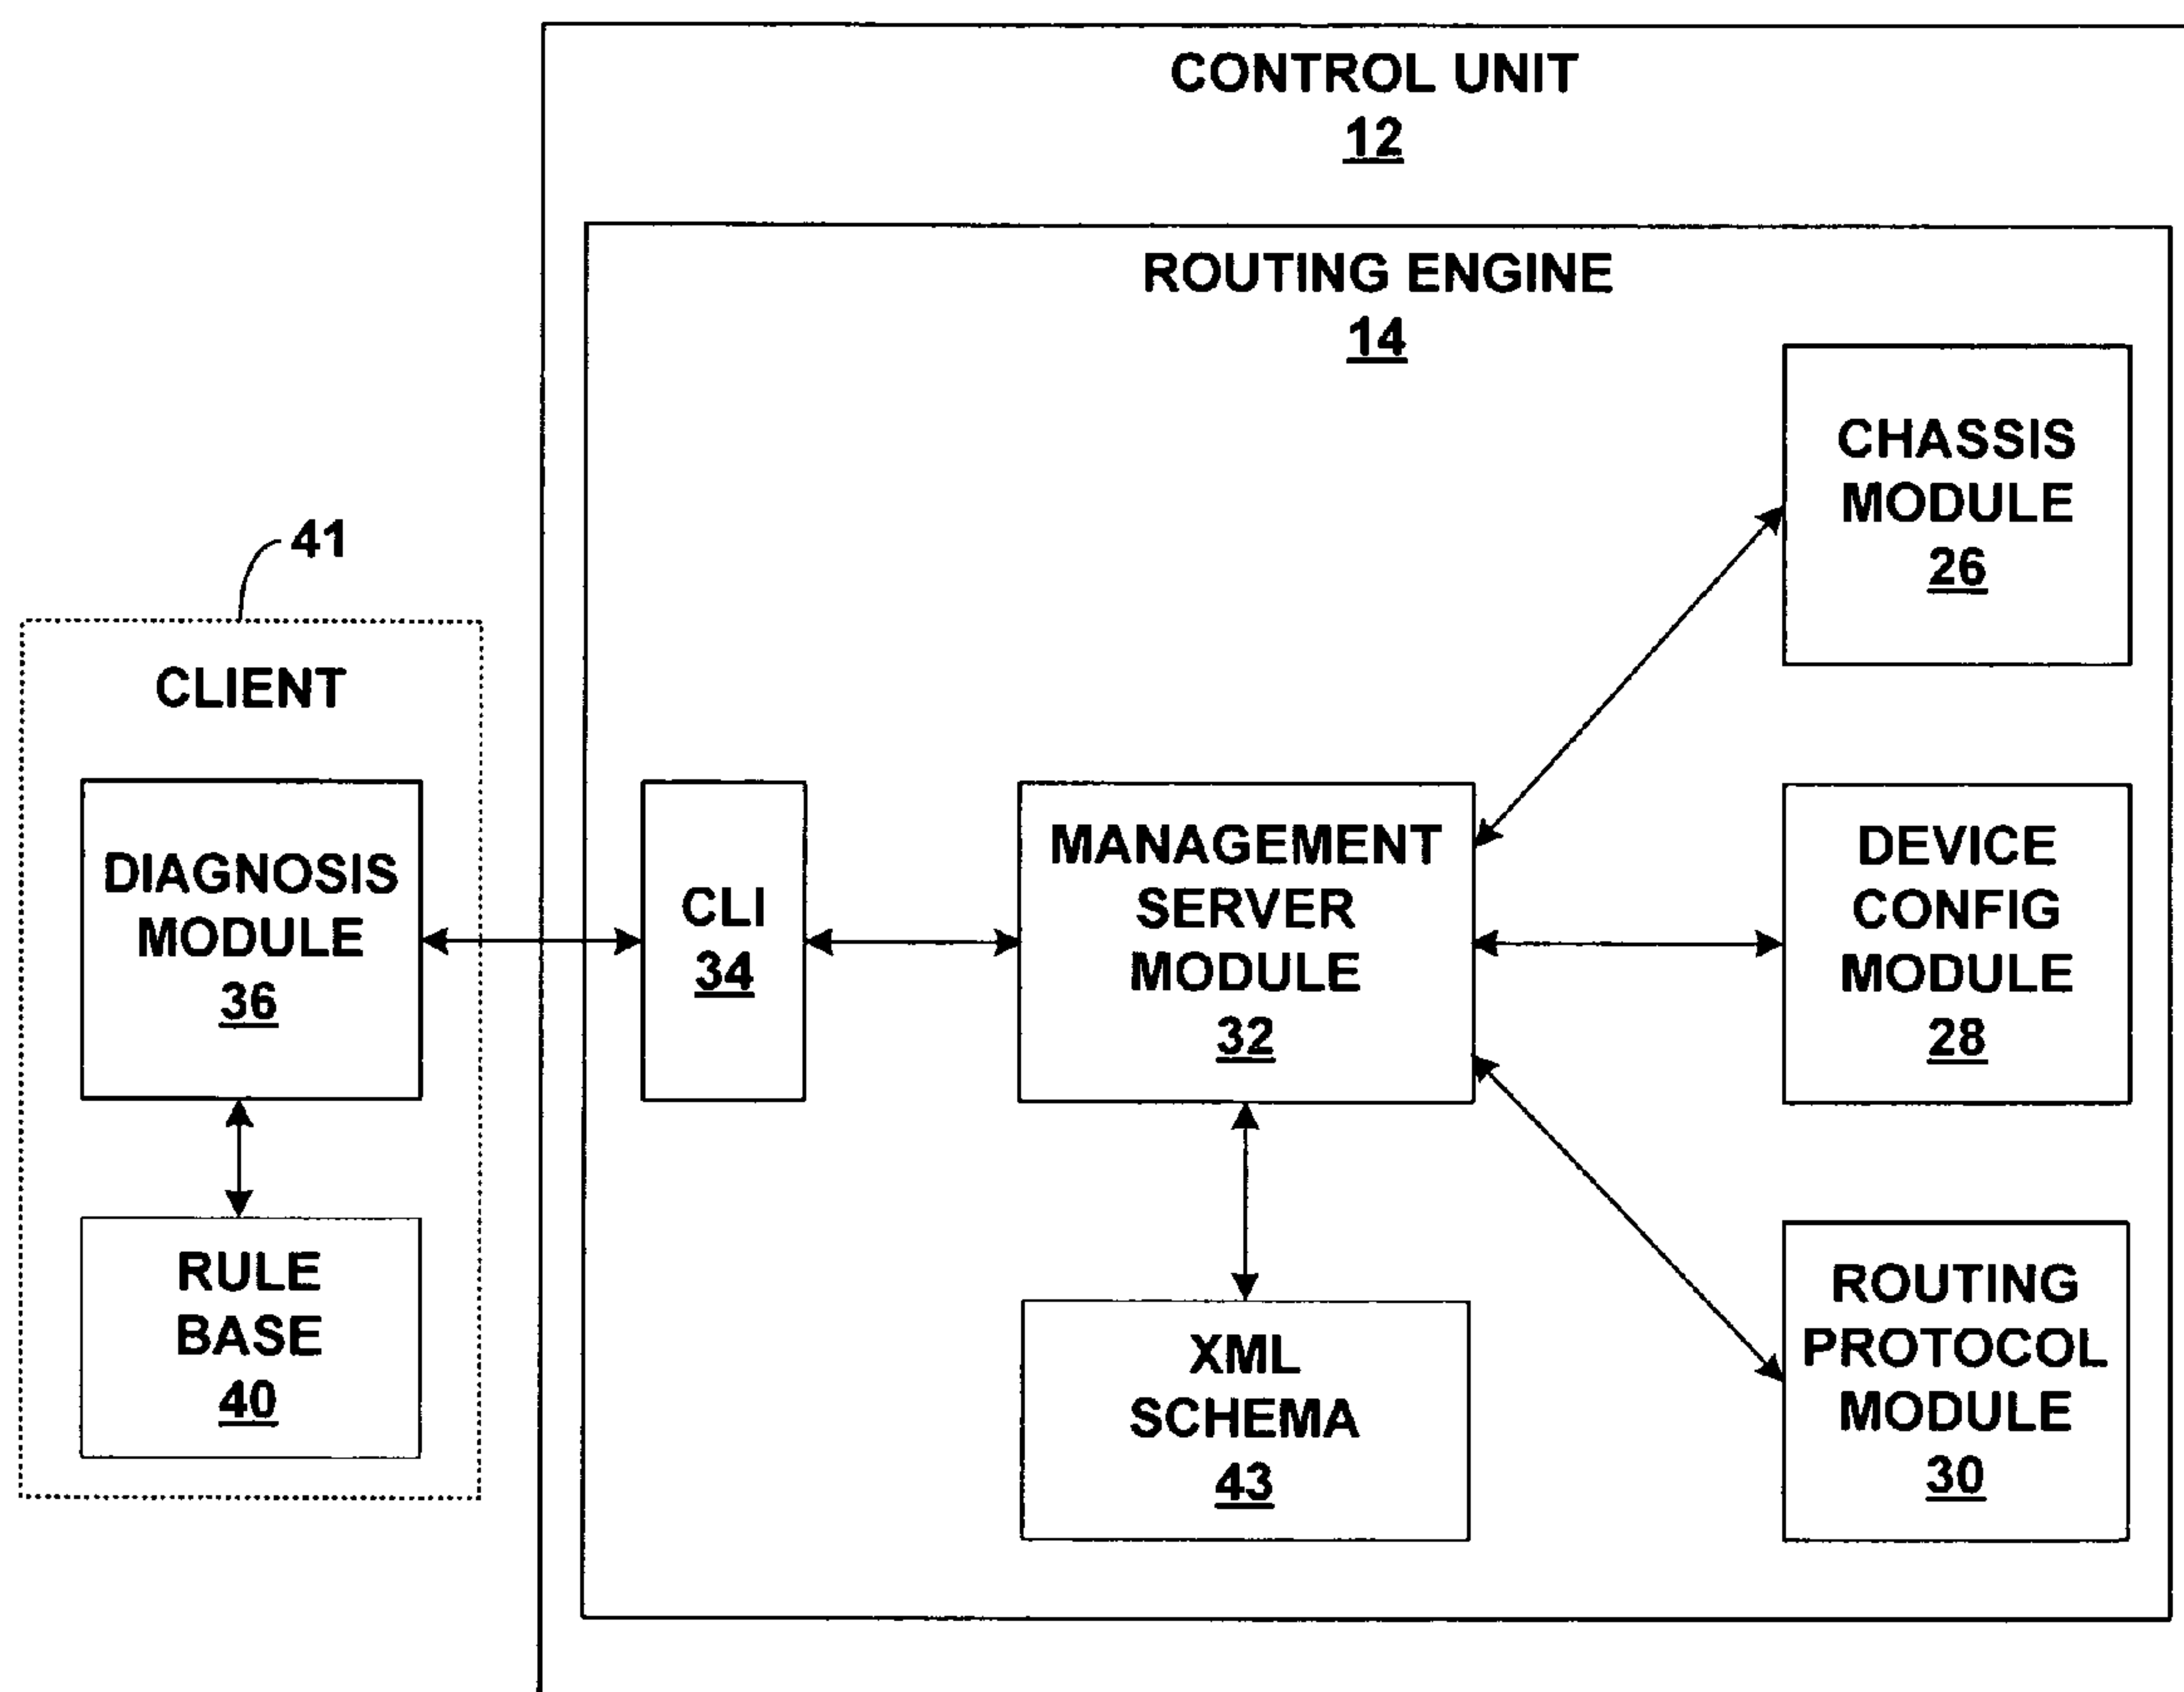 CONTROL UNIT
12
ROUTING ENGINE
14
CHASSIS
MODULE
26
41
CLIENT
DIAGNOSIS
MODULE
36
RULE
BASE
40
CLI
34
MANAGEMENT
SERVER
MODULE
32
XML
SCHEMA
43
DEVICE
CONFIG
MODULE
28
ROUTING
PROTOCOL
MODULE
30